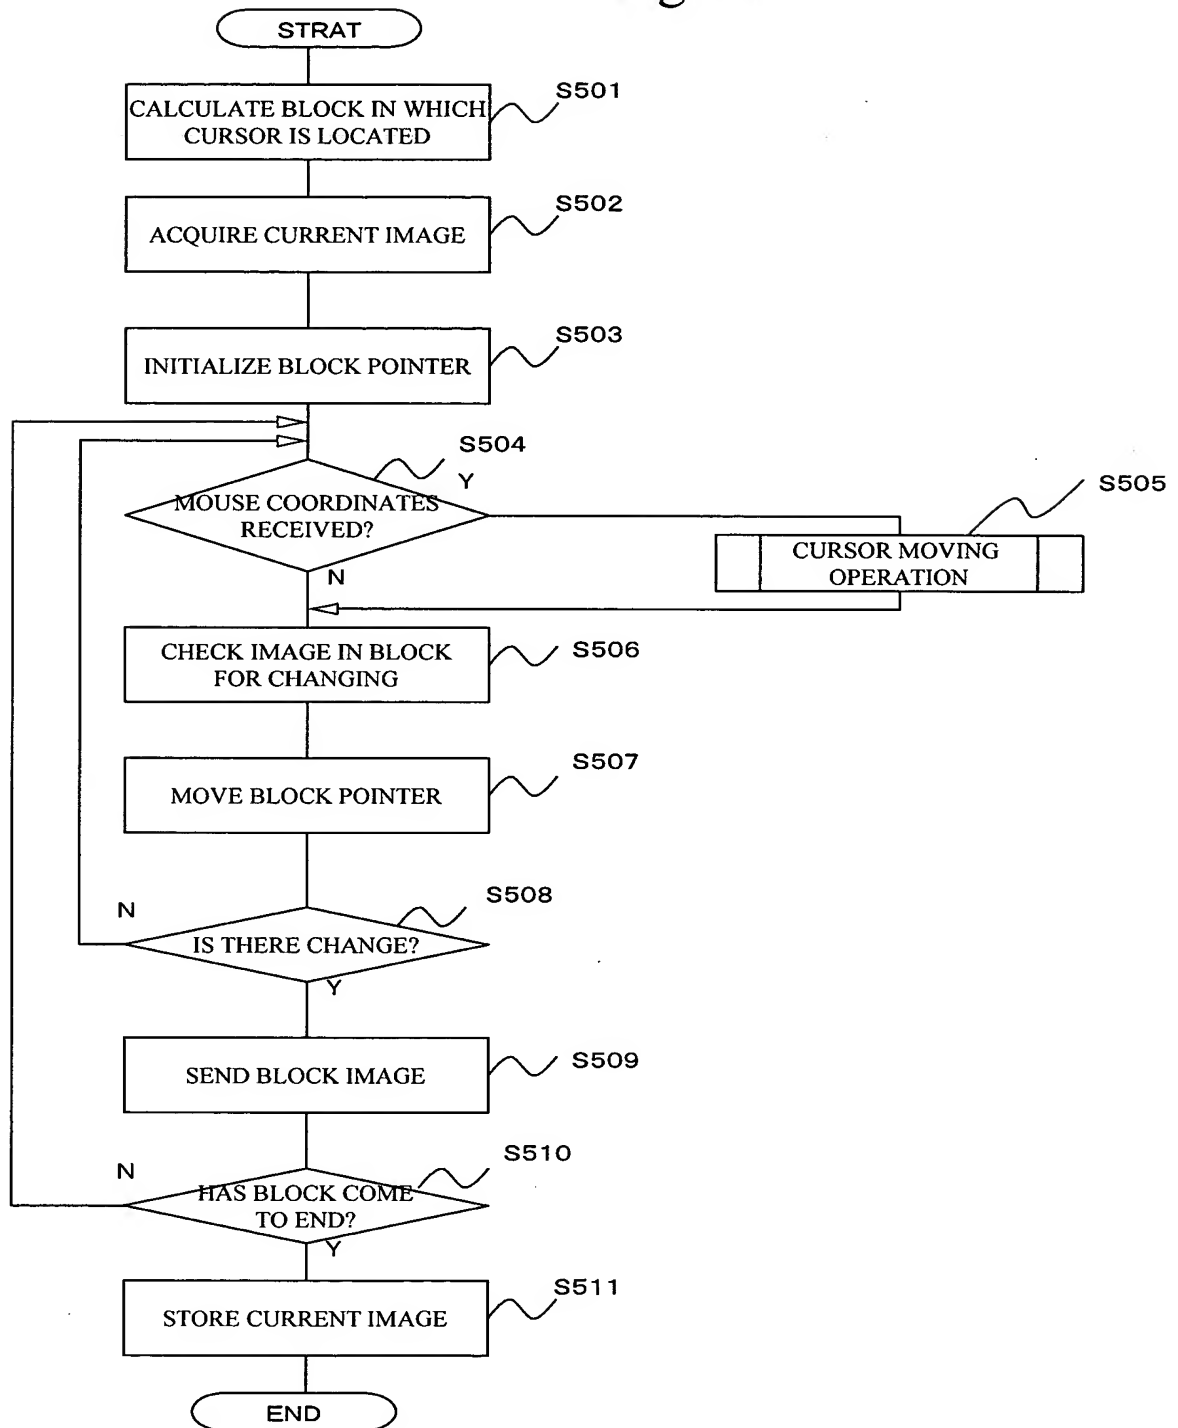 STRAT
S501
CALCULATE BLOCK IN WHICH
CURSOR IS LOCATED
S502
ACQUIRE CURRENT IMAGE
S503
INITIALIZE BLOCK POINTER
S504
Y
MOUSE COORDINATES
RECEIVED?
N
S505
CURSOR MOVING
OPERATION
S506
CHECK IMAGE IN BLOCK
FOR CHANGING
S507
MOVE BLOCK POINTER
S508
N
IS THERE CHANGE?
Y
S509
SEND BLOCK IMAGE
S510
N
HAS BLOCK COME
TO END?
Y
S511
STORE CURRENT IMAGE
END